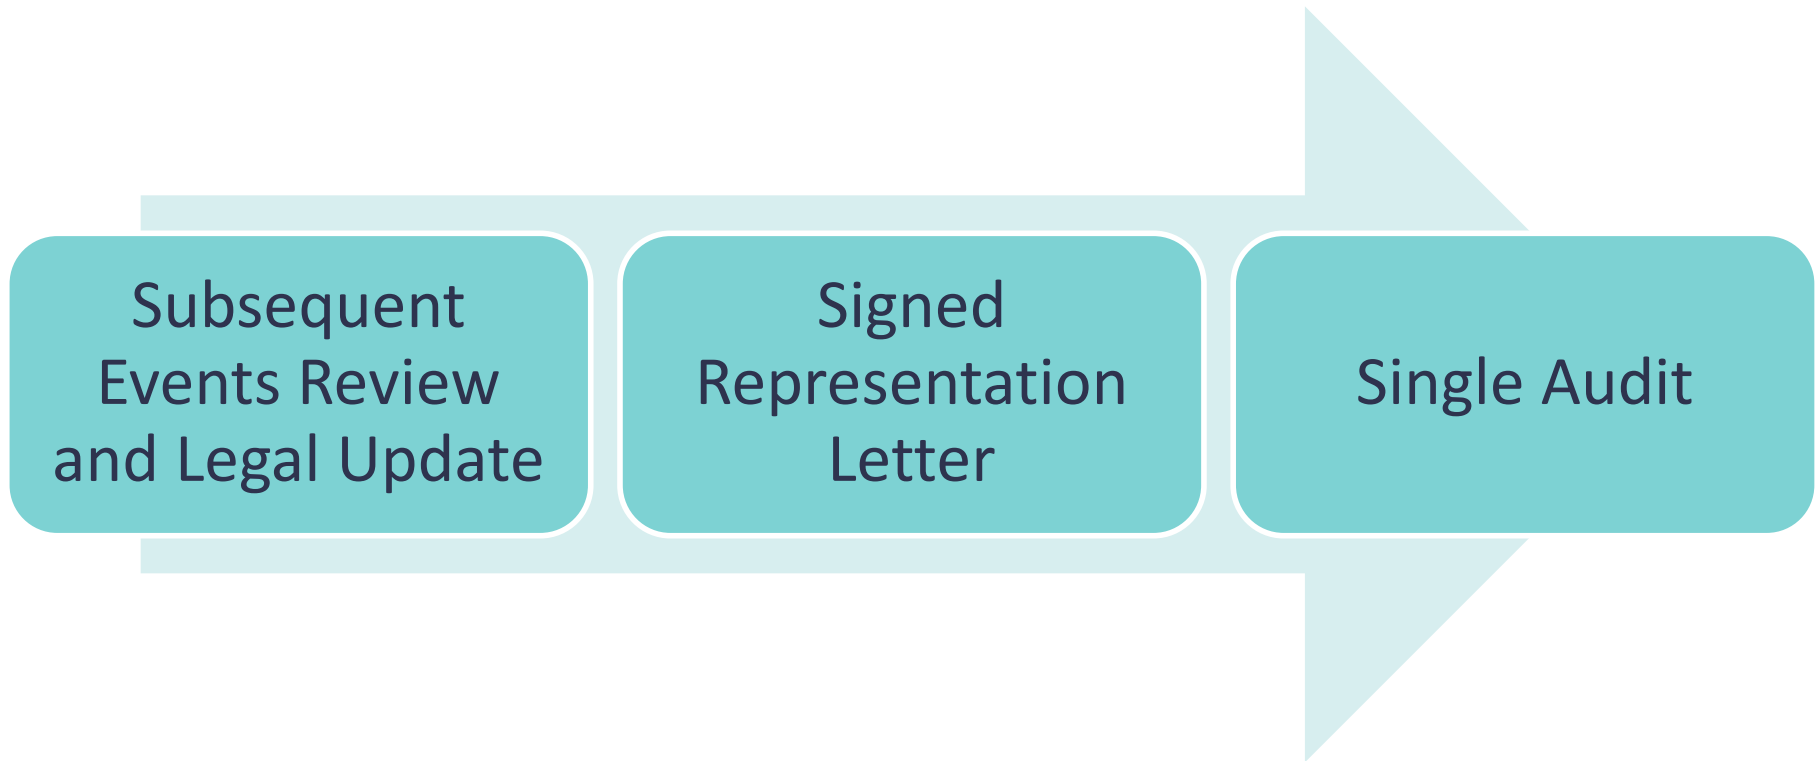 Subsequent
Events Review
and Legal Update
Signed
Representation
Letter
Single Audit